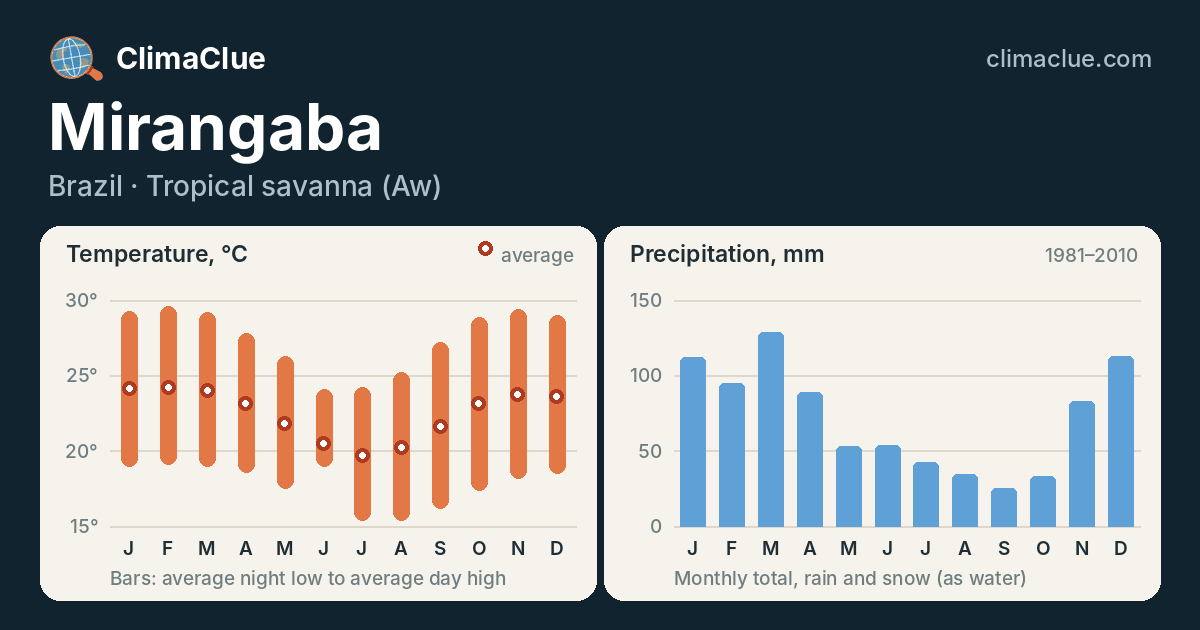 ClimaClue
climaclue.com
Mirangaba
Brazil · Tropical savanna (Aw)
Temperature, °C
average
30°
25°
20°
15°
J F M A M J J A S O N D
Bars: average night low to average day high
Precipitation, mm
1981–2010
150
100
50
0
J F M A M J J A S O N D
Monthly total, rain and snow (as water)